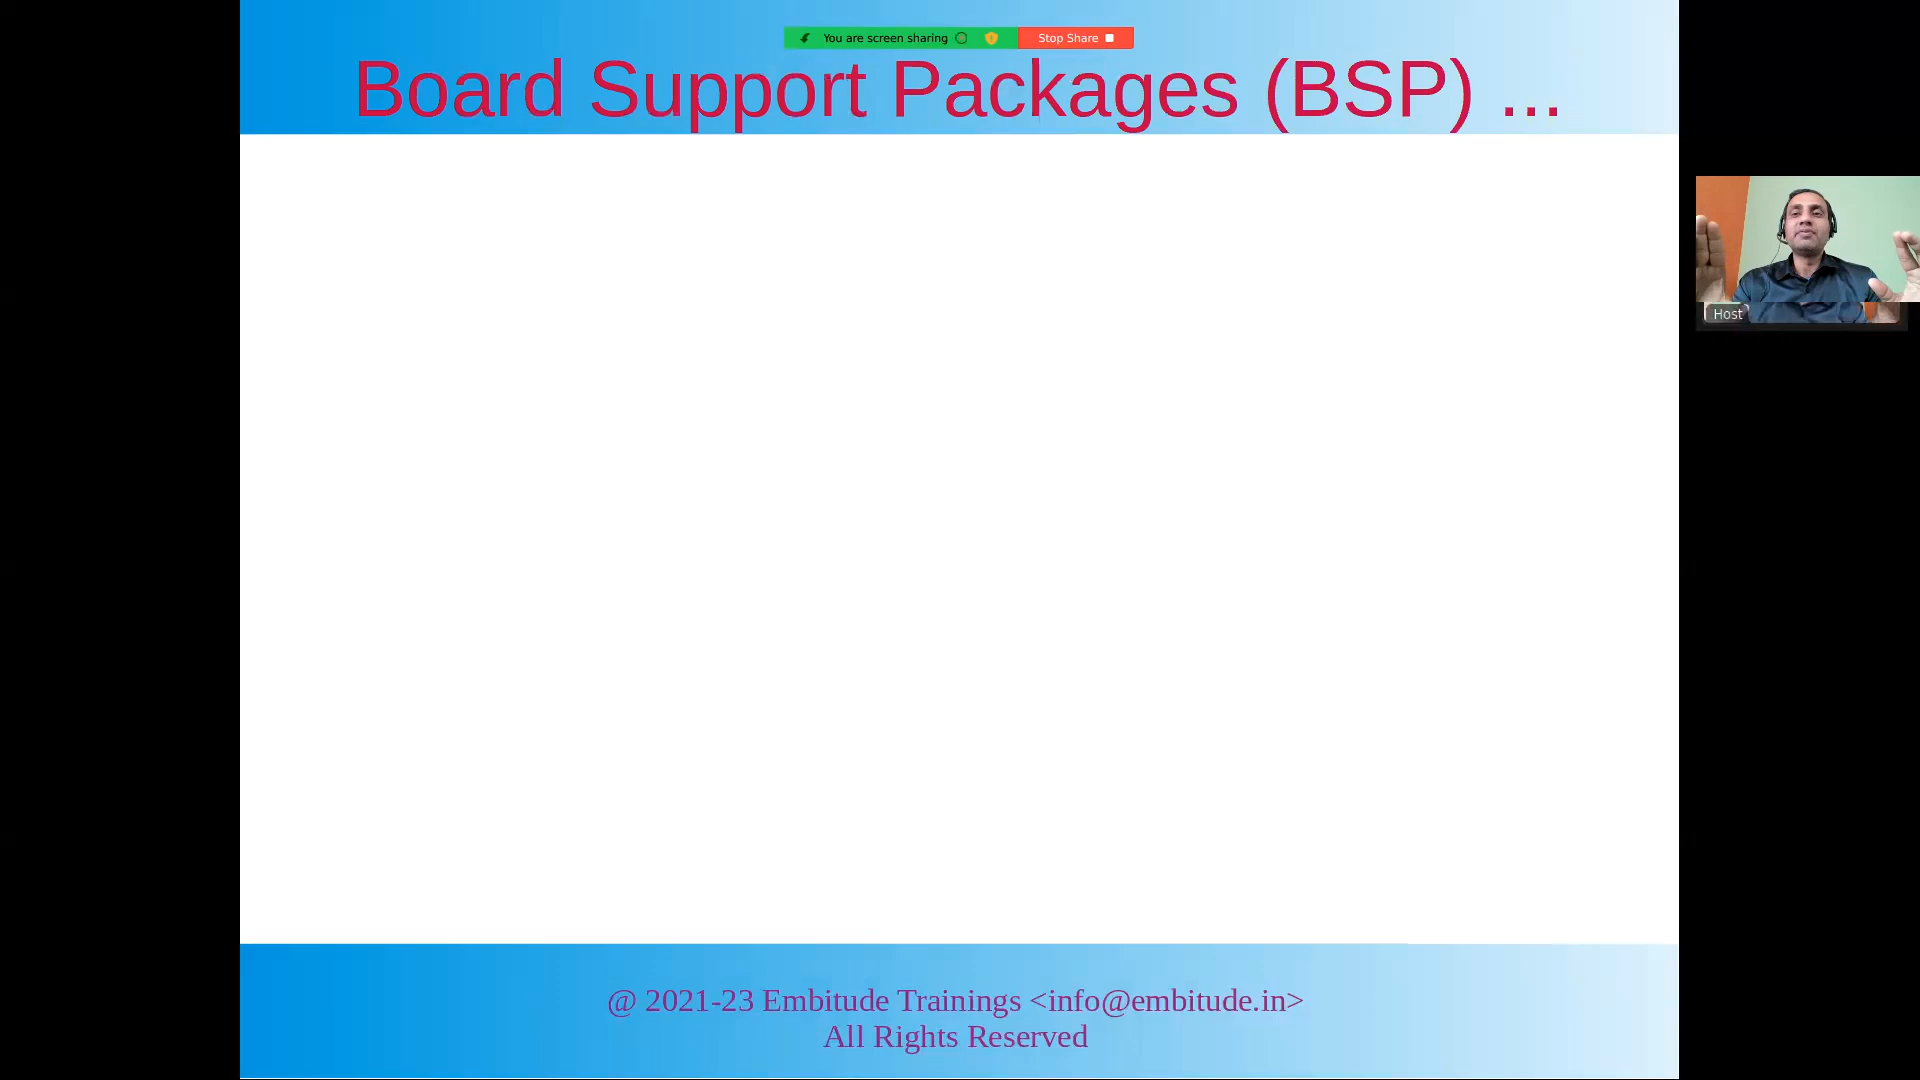 You are screen sharing
Stop Share
Board Support Packages (BSP) ...
Host
@ 2021-23 Embitude Trainings <info@embitude.in>
All Rights Reserved